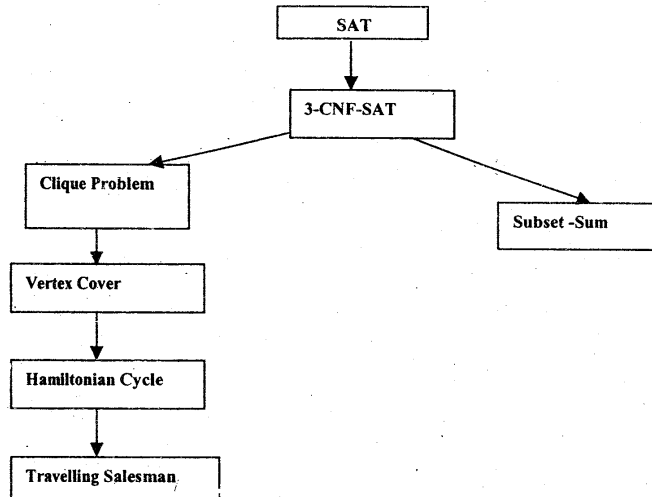 SAT
3-CNF-SAT
Clique Problem
Subset -Sum
Vertex Cover
Hamiltonian Cycle
Travelling Salesman